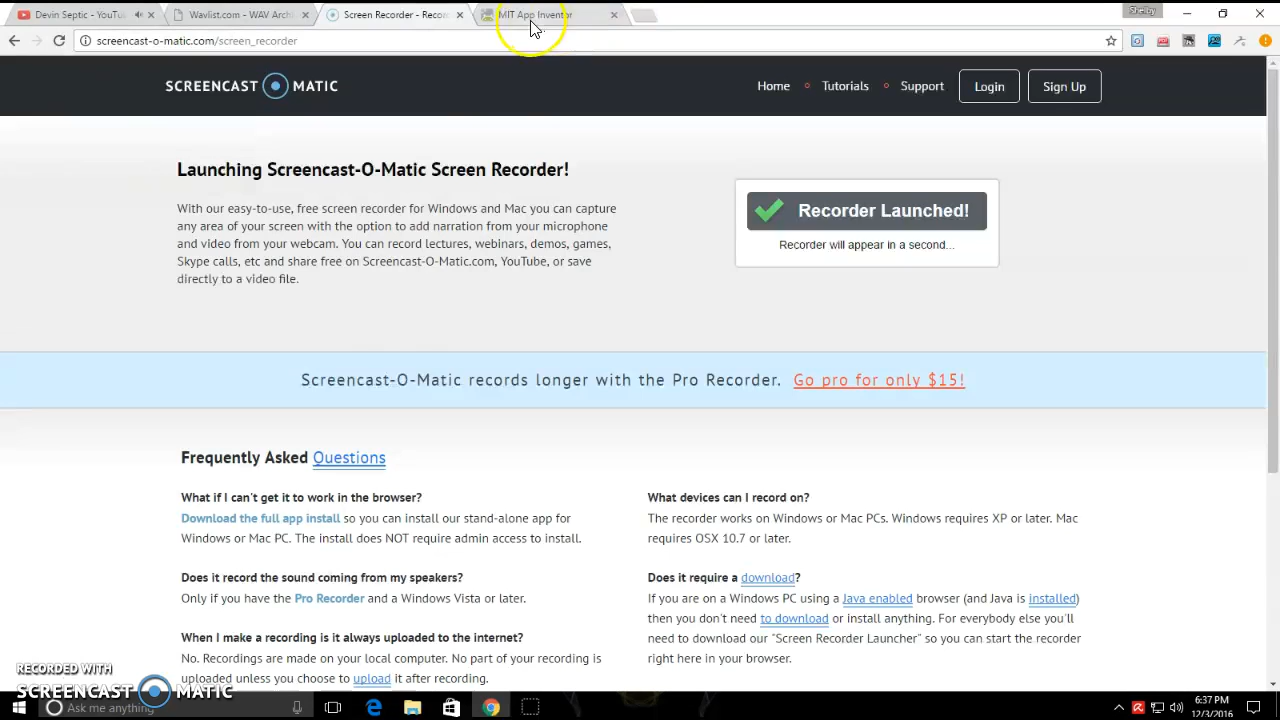 Devin Septic - YouTu
Wavlist.com - WAV Arch
Screen Recorder - Reco
MIT App Inventor
Shelby
screencast-o-matic.com/screen_recorder
SCREENCAST MATIC
Home
Tutorials
Support
Login
Sign Up
Launching Screencast-O-Matic Screen Recorder!
With our easy-to-use, free screen recorder for Windows and Mac you can capture
any area of your screen with the option to add narration from your microphone
and video from your webcam. You can record lectures, webinars, demos, games,
Skype calls, etc and share free on Screencast-O-Matic.com, YouTube, or save
directly to a video file.
Recorder Launched!
Recorder will appear in a second...
Screencast-O-Matic records longer with the Pro Recorder. Go pro for only $15!
Frequently Asked Questions
What if I can't get it to work in the browser?
Download the full app install so you can install our stand-alone app for
Windows or Mac PC. The install does NOT require admin access to install.
Does it record the sound coming from my speakers?
Only if you have the Pro Recorder and a Windows Vista or later.
When I make a recording is it always uploaded to the internet?
No. Recordings are made on your local computer. No part of your recording is
uploaded unless you choose to upload it after recording.
What devices can I record on?
The recorder works on Windows or Mac PCs. Windows requires XP or later. Mac
requires OSX 10.7 or later.
Does it require a download?
If you are on a Windows PC using a Java enabled browser (and Java is installed)
then you don't need to download or install anything. For everybody else you'll
need to download our "Screen Recorder Launcher" so you can start the recorder
right here in your browser.
RECORDED WITH
SCREENCAST MATIC
Ask me anything
6:37 PM
12/3/2016